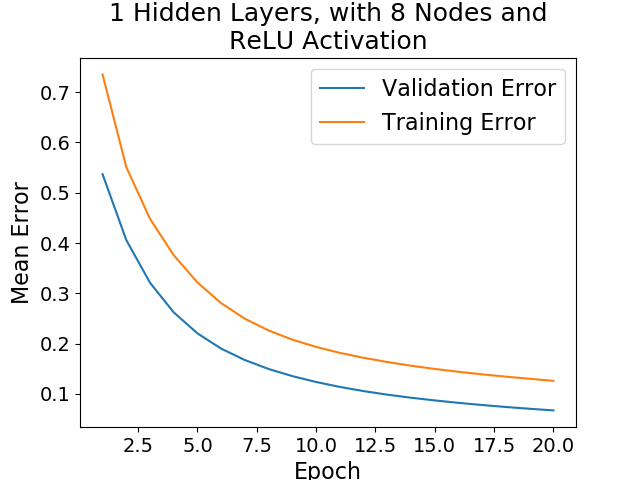 1 Hidden Layers, with 8 Nodes and
ReLU Activation
Validation Error
Training Error
Mean Error
0.7
0.6
0.5
0.4
0.3
0.2
0.1
2.5 5.0 7.5 10.0 12.5 15.0 17.5 20.0
Epoch